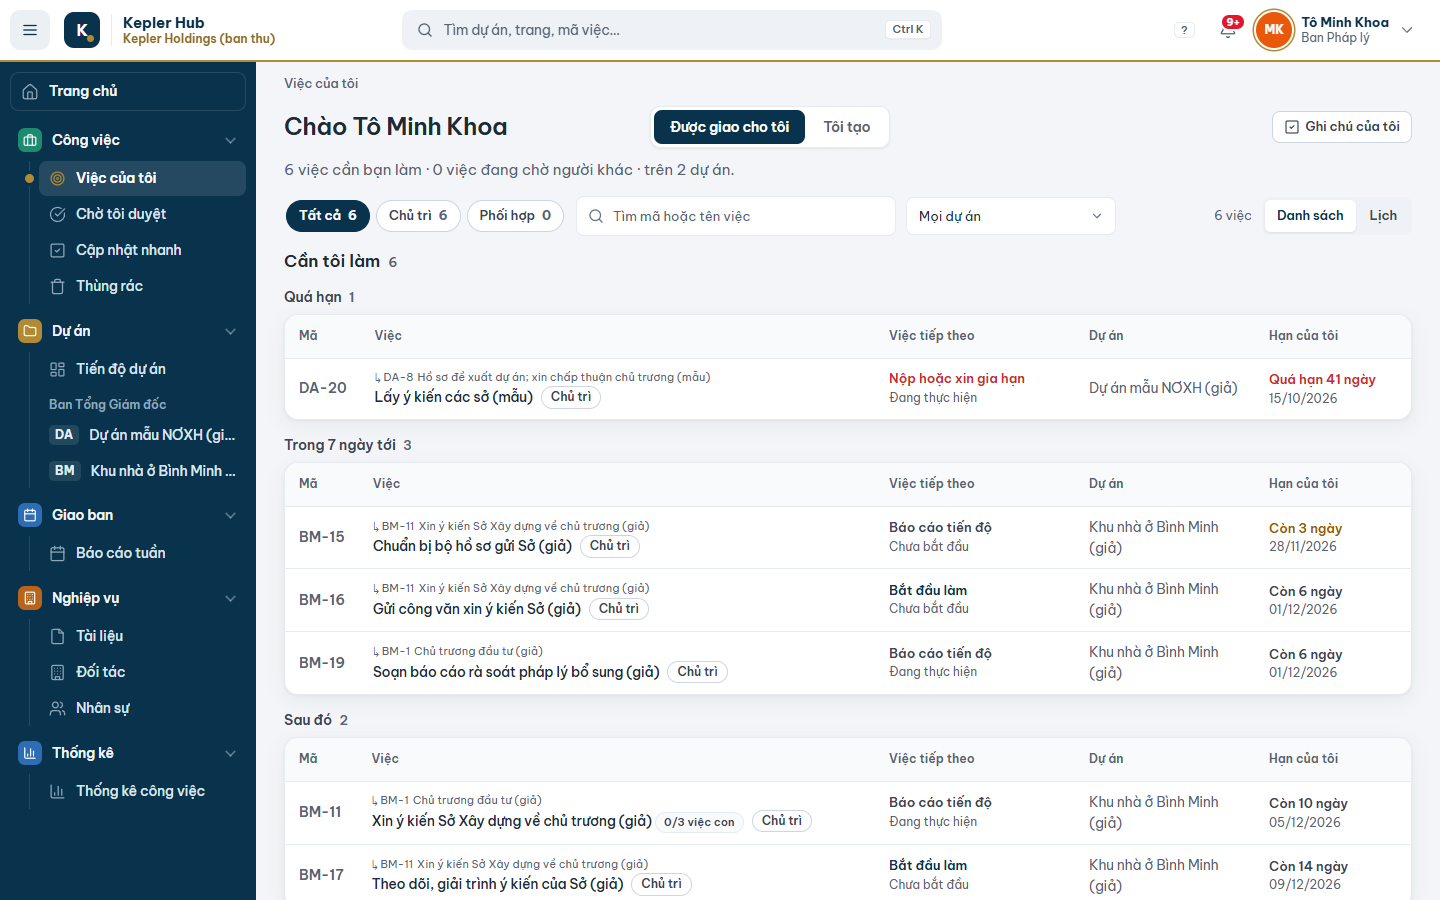 Kepler Hub
Kepler Holdings (ban thu)
Tìm dự án, trang, mã việc...
Ctrl K
?
9+
MK
Tô Minh Khoa
Ban Pháp lý
Trang chủ
Công việc
Việc của tôi
Chờ tôi duyệt
Cập nhật nhanh
Thùng rác
Dự án
Tiến độ dự án
Ban Tổng Giám đốc
DA Dự án mẫu NƠXH (gi...
BM Khu nhà ở Bình Minh ...
Giao ban
Báo cáo tuần
Nghiệp vụ
Tài liệu
Đối tác
Nhân sự
Thống kê
Thống kê công việc
Việc của tôi
Chào Tô Minh Khoa
Được giao cho tôi
Tôi tạo
Ghi chú của tôi
6 việc cần bạn làm · 0 việc đang chờ người khác · trên 2 dự án.
Tất cả 6
Chủ trì 6
Phối hợp 0
Tìm mã hoặc tên việc
Mọi dự án
6 việc
Danh sách
Lịch
Cần tôi làm 6
Quá hạn 1
Mã Việc Việc tiếp theo Dự án Hạn của tôi
DA-20
↳ DA-8 Hồ sơ đề xuất dự án; xin chấp thuận chủ trương (mẫu)
Lấy ý kiến các sở (mẫu) Chủ trì
Nộp hoặc xin gia hạn
Đang thực hiện
Dự án mẫu NƠXH (giả)
Quá hạn 41 ngày
15/10/2026
Trong 7 ngày tới 3
Mã Việc Việc tiếp theo Dự án Hạn của tôi
BM-15
↳ BM-11 Xin ý kiến Sở Xây dựng về chủ trương (giả)
Chuẩn bị bộ hồ sơ gửi Sở (giả) Chủ trì
Báo cáo tiến độ
Chưa bắt đầu
Khu nhà ở Bình Minh
(giả)
Còn 3 ngày
28/11/2026
BM-16
↳ BM-11 Xin ý kiến Sở Xây dựng về chủ trương (giả)
Gửi công văn xin ý kiến Sở (giả) Chủ trì
Bắt đầu làm
Chưa bắt đầu
Khu nhà ở Bình Minh
(giả)
Còn 6 ngày
01/12/2026
BM-19
↳ BM-1 Chủ trương đầu tư (giả)
Soạn báo cáo rà soát pháp lý bổ sung (giả) Chủ trì
Báo cáo tiến độ
Đang thực hiện
Khu nhà ở Bình Minh
(giả)
Còn 6 ngày
01/12/2026
Sau đó 2
Mã Việc Việc tiếp theo Dự án Hạn của tôi
BM-11
↳ BM-1 Chủ trương đầu tư (giả)
Xin ý kiến Sở Xây dựng về chủ trương (giả) 0/3 việc con Chủ trì
Báo cáo tiến độ
Đang thực hiện
Khu nhà ở Bình Minh
(giả)
Còn 10 ngày
05/12/2026
BM-17
↳ BM-11 Xin ý kiến Sở Xây dựng về chủ trương (giả)
Theo dõi, giải trình ý kiến của Sở (giả) Chủ trì
Bắt đầu làm
Chưa bắt đầu
Khu nhà ở Bình Minh
(giả)
Còn 14 ngày
09/12/2026